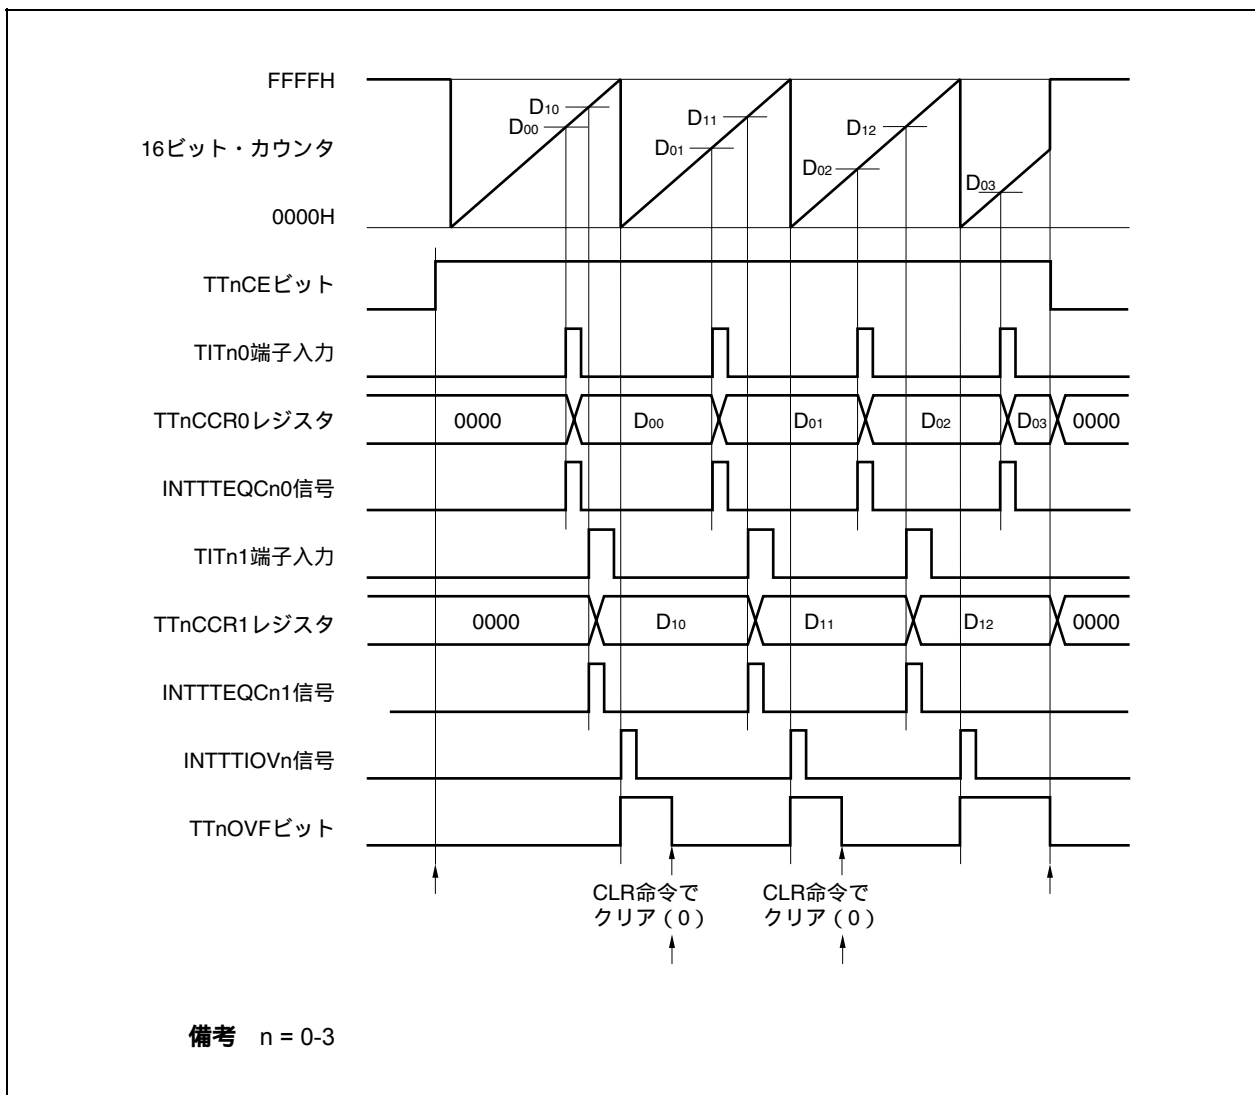 FFFFH
D10
D00
D11
D01
D12
D02
D03
16ビット・カウンタ
0000H
TTnCEビット
TITn0端子入力
TTnCCR0レジスタ
0000
D00
D01
D02
D03
0000
INTTTEQCn0信号
TITn1端子入力
TTnCCR1レジスタ
0000
D10
D11
D12
0000
INTTTEQCn1信号
INTTTIOVn信号
TTnOVFビット
CLR命令で
クリア(0)
CLR命令で
クリア(0)
備考 n = 0-3